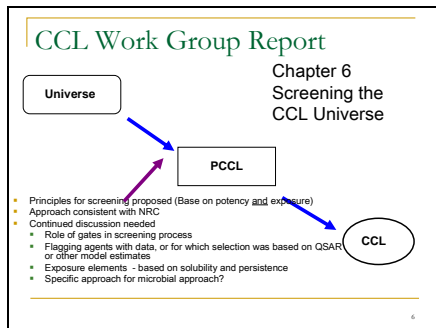 CCL Work Group Report
Chapter 6
Screening the
CCL Universe
Universe
PCCL
Principles for screening proposed (Base on potency and exposure)
Approach consistent with NRC
Continued discussion needed
Role of gates in screening process
Flagging agents with data, or for which selection was based on QSAR
or other model estimates
Exposure elements - based on solubility and persistence
Specific approach for microbial approach?
CCL
6